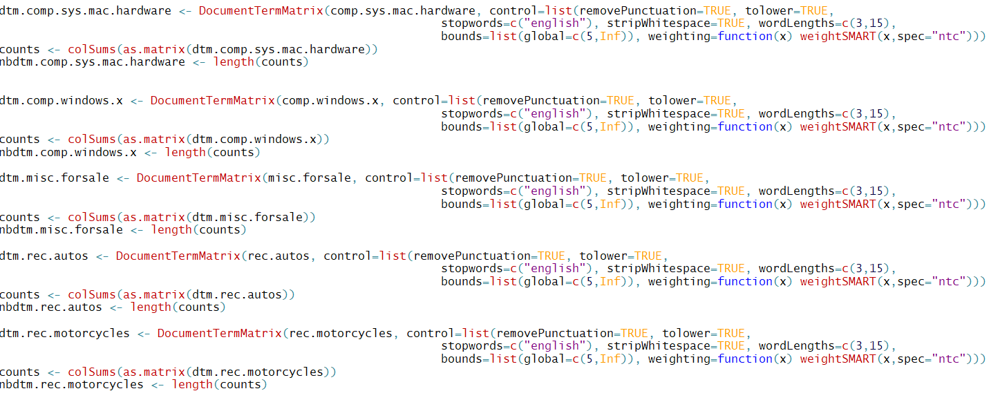 dtm.comp.sys.mac.hardware <- DocumentTermMatrix(comp.sys.mac.hardware, control=list(removePunctuation=TRUE, tolower=TRUE,
stopwords=c("english"), stripWhitespace=TRUE, wordLengths=c(3,15),
bounds=list(global=c(5,Inf)), weighting=function(x) weightSMART(x,spec="ntc")))
counts <- colSums(as.matrix(dtm.comp.sys.mac.hardware))
nbdtm.comp.sys.mac.hardware <- length(counts)
dtm.comp.windows.x <- DocumentTermMatrix(comp.windows.x, control=list(removePunctuation=TRUE, tolower=TRUE,
stopwords=c("english"), stripWhitespace=TRUE, wordLengths=c(3,15),
bounds=list(global=c(5,Inf)), weighting=function(x) weightSMART(x,spec="ntc")))
counts <- colSums(as.matrix(dtm.comp.windows.x))
nbdtm.comp.windows.x <- length(counts)
dtm.misc.forsale <- DocumentTermMatrix(misc.forsale, control=list(removePunctuation=TRUE, tolower=TRUE,
stopwords=c("english"), stripWhitespace=TRUE, wordLengths=c(3,15),
bounds=list(global=c(5,Inf)), weighting=function(x) weightSMART(x,spec="ntc")))
counts <- colSums(as.matrix(dtm.misc.forsale))
nbdtm.misc.forsale <- length(counts)
dtm.rec.autos <- DocumentTermMatrix(rec.autos, control=list(removePunctuation=TRUE, tolower=TRUE,
stopwords=c("english"), stripWhitespace=TRUE, wordLengths=c(3,15),
bounds=list(global=c(5,Inf)), weighting=function(x) weightSMART(x,spec="ntc")))
counts <- colSums(as.matrix(dtm.rec.autos))
nbdtm.rec.autos <- length(counts)
dtm.rec.motorcycles <- DocumentTermMatrix(rec.motorcycles, control=list(removePunctuation=TRUE, tolower=TRUE,
stopwords=c("english"), stripWhitespace=TRUE, wordLengths=c(3,15),
bounds=list(global=c(5,Inf)), weighting=function(x) weightSMART(x,spec="ntc")))
counts <- colSums(as.matrix(dtm.rec.motorcycles))
nbdtm.rec.motorcycles <- length(counts)